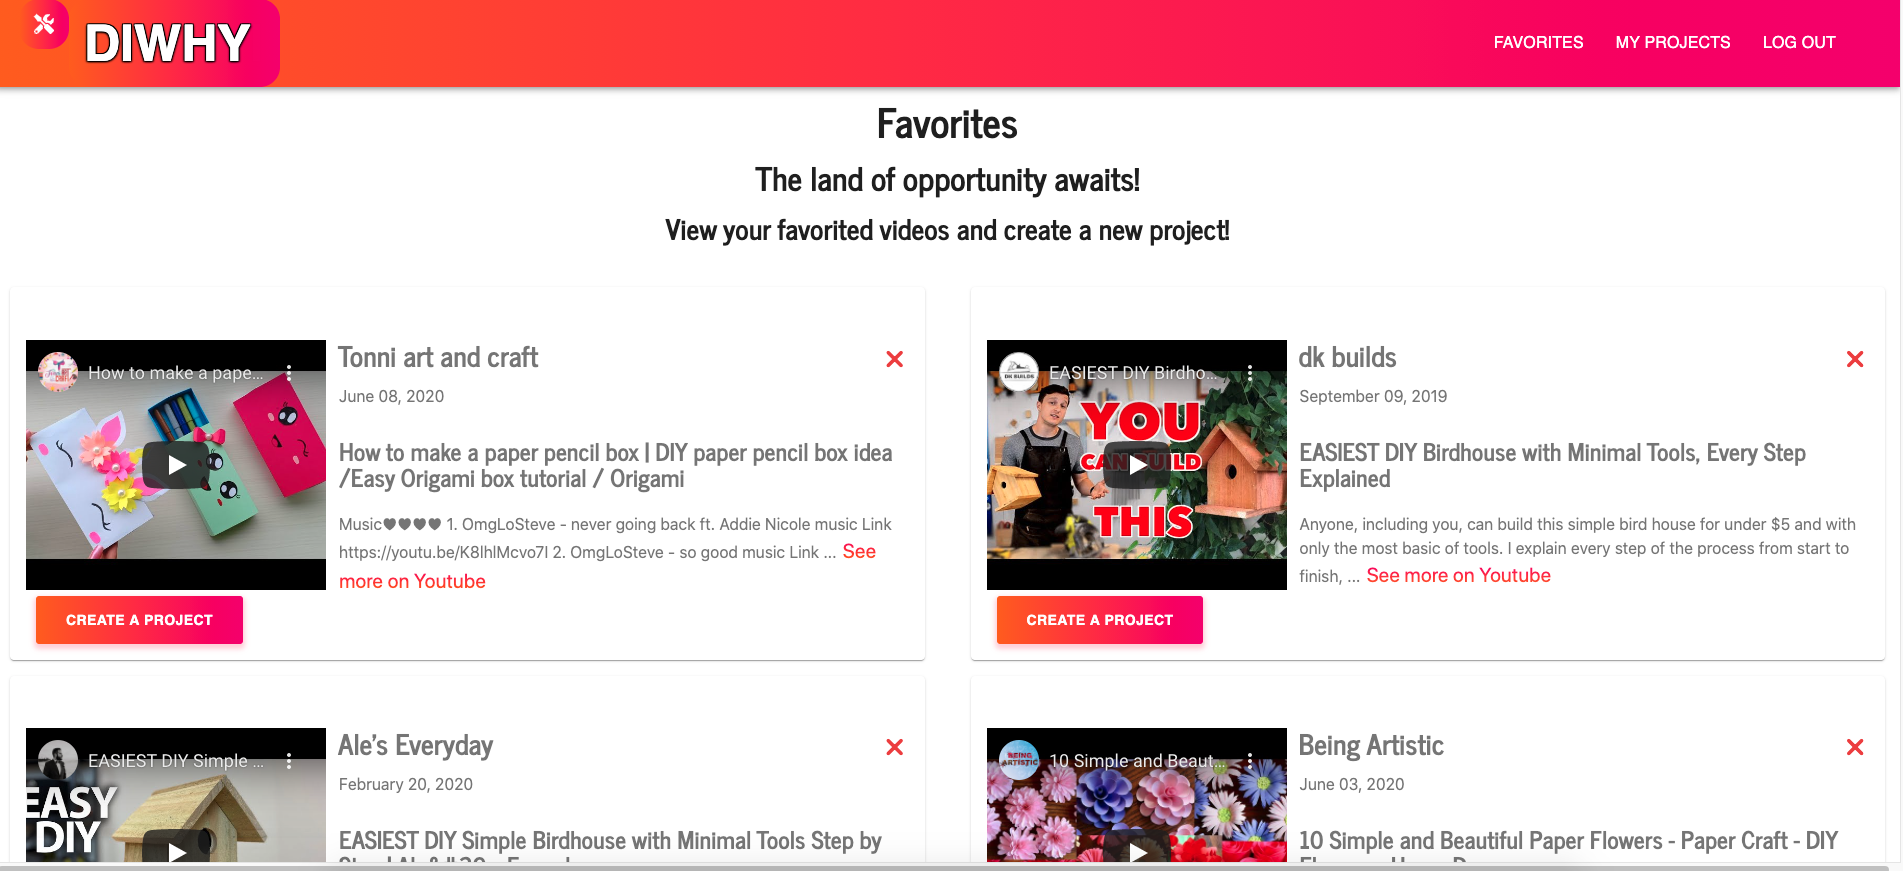 DIWHY
FAVORITES
MY PROJECTS
LOG OUT
Favorites
The land of opportunity awaits!
View your favorited videos and create a new project!
How to make a pape...
Tonni art and craft
June 08, 2020
How to make a paper pencil box | DIY paper pencil box idea
/Easy Origami box tutorial / Origami
Music♥♥♥♥ 1. OmgLoSteve - never going back ft. Addie Nicole music Link
https://youtu.be/K8lhlMcvo7I 2. OmgLoSteve - so good music Link ... See
more on Youtube
CREATE A PROJECT
DK BUILDS
EASIEST DIY Birdho...
YOU
CAN BUILD
THIS
dk builds
September 09, 2019
EASIEST DIY Birdhouse with Minimal Tools, Every Step
Explained
Anyone, including you, can build this simple bird house for under $5 and with
only the most basic of tools. I explain every step of the process from start to
finish, ... See more on Youtube
CREATE A PROJECT
EASIEST DIY Simple ...
EASY
DIY
Ale's Everyday
February 20, 2020
EASIEST DIY Simple Birdhouse with Minimal Tools Step by
BEING
ARTISTIC
10 Simple and Beaut...
Being Artistic
June 03, 2020
10 Simple and Beautiful Paper Flowers - Paper Craft - DIY